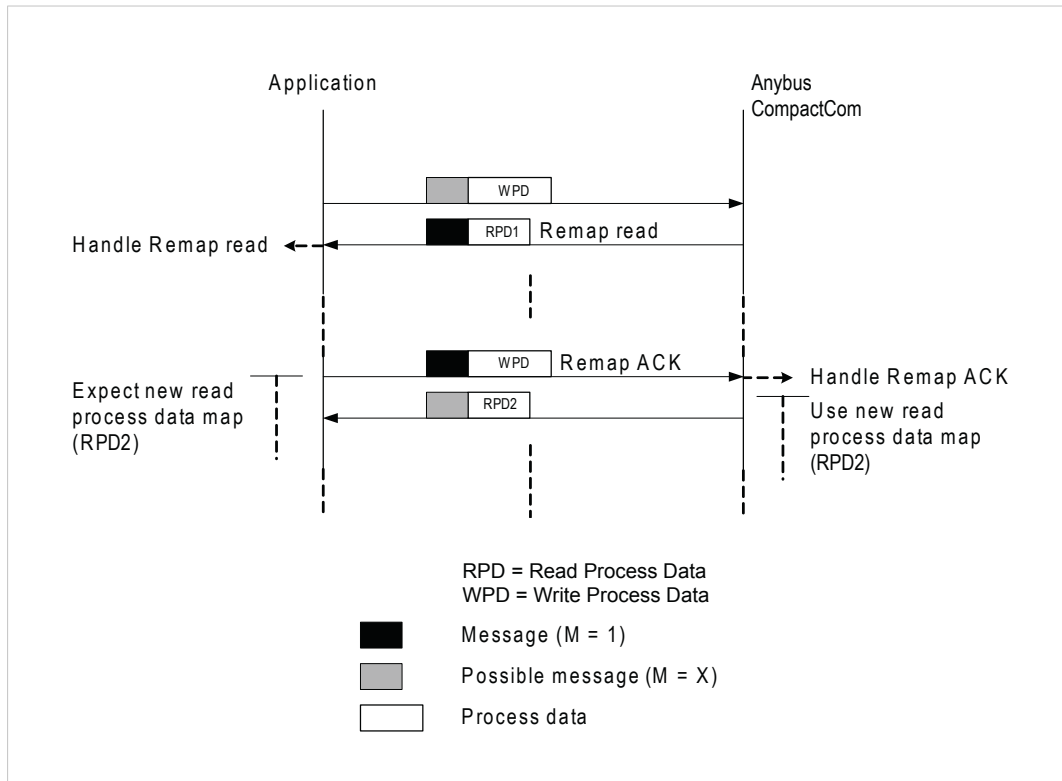 Application
Anybus
CompactCom
WPD
RPD1
Remap read
Handle Remap read
WPD
Remap ACK
Handle Remap ACK
Expect new read
process data map
(RPD2)
RPD2
Use new read
process data map
(RPD2)
RPD = Read Process Data
WPD = Write Process Data
Message (M = 1)
Possible message (M = X)
Process data